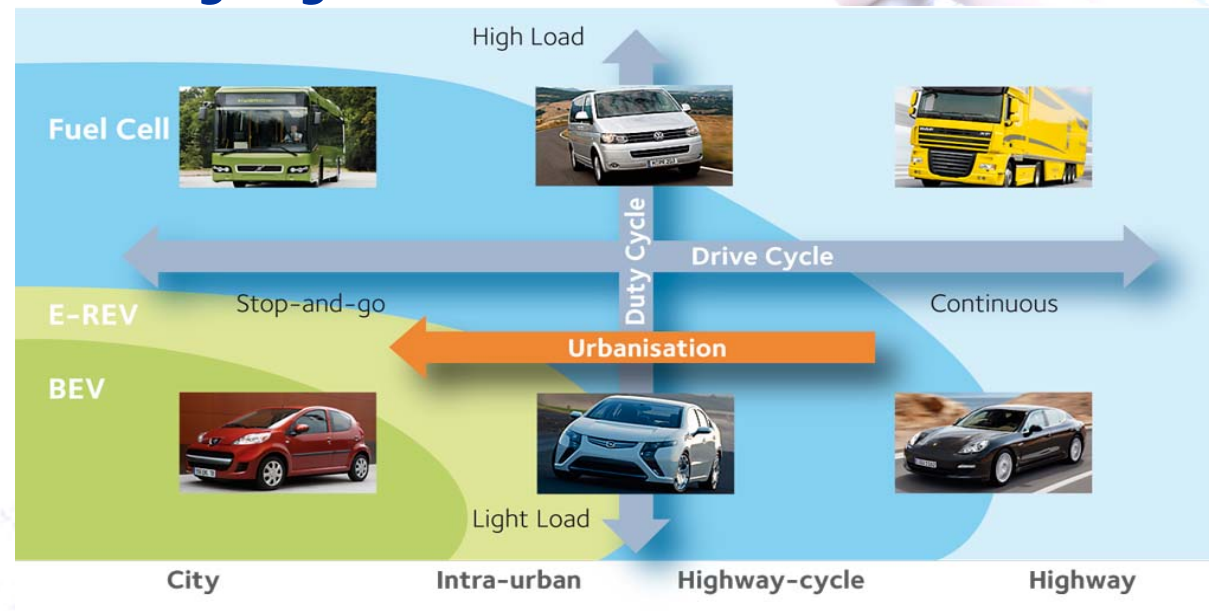 High Load
Fuel Cell
Duty Cycle
Drive Cycle
Stop-and-go
Continuous
E-REV
Urbanisation
BEV
Light Load
City
Intra-urban
Highway-cycle
Highway